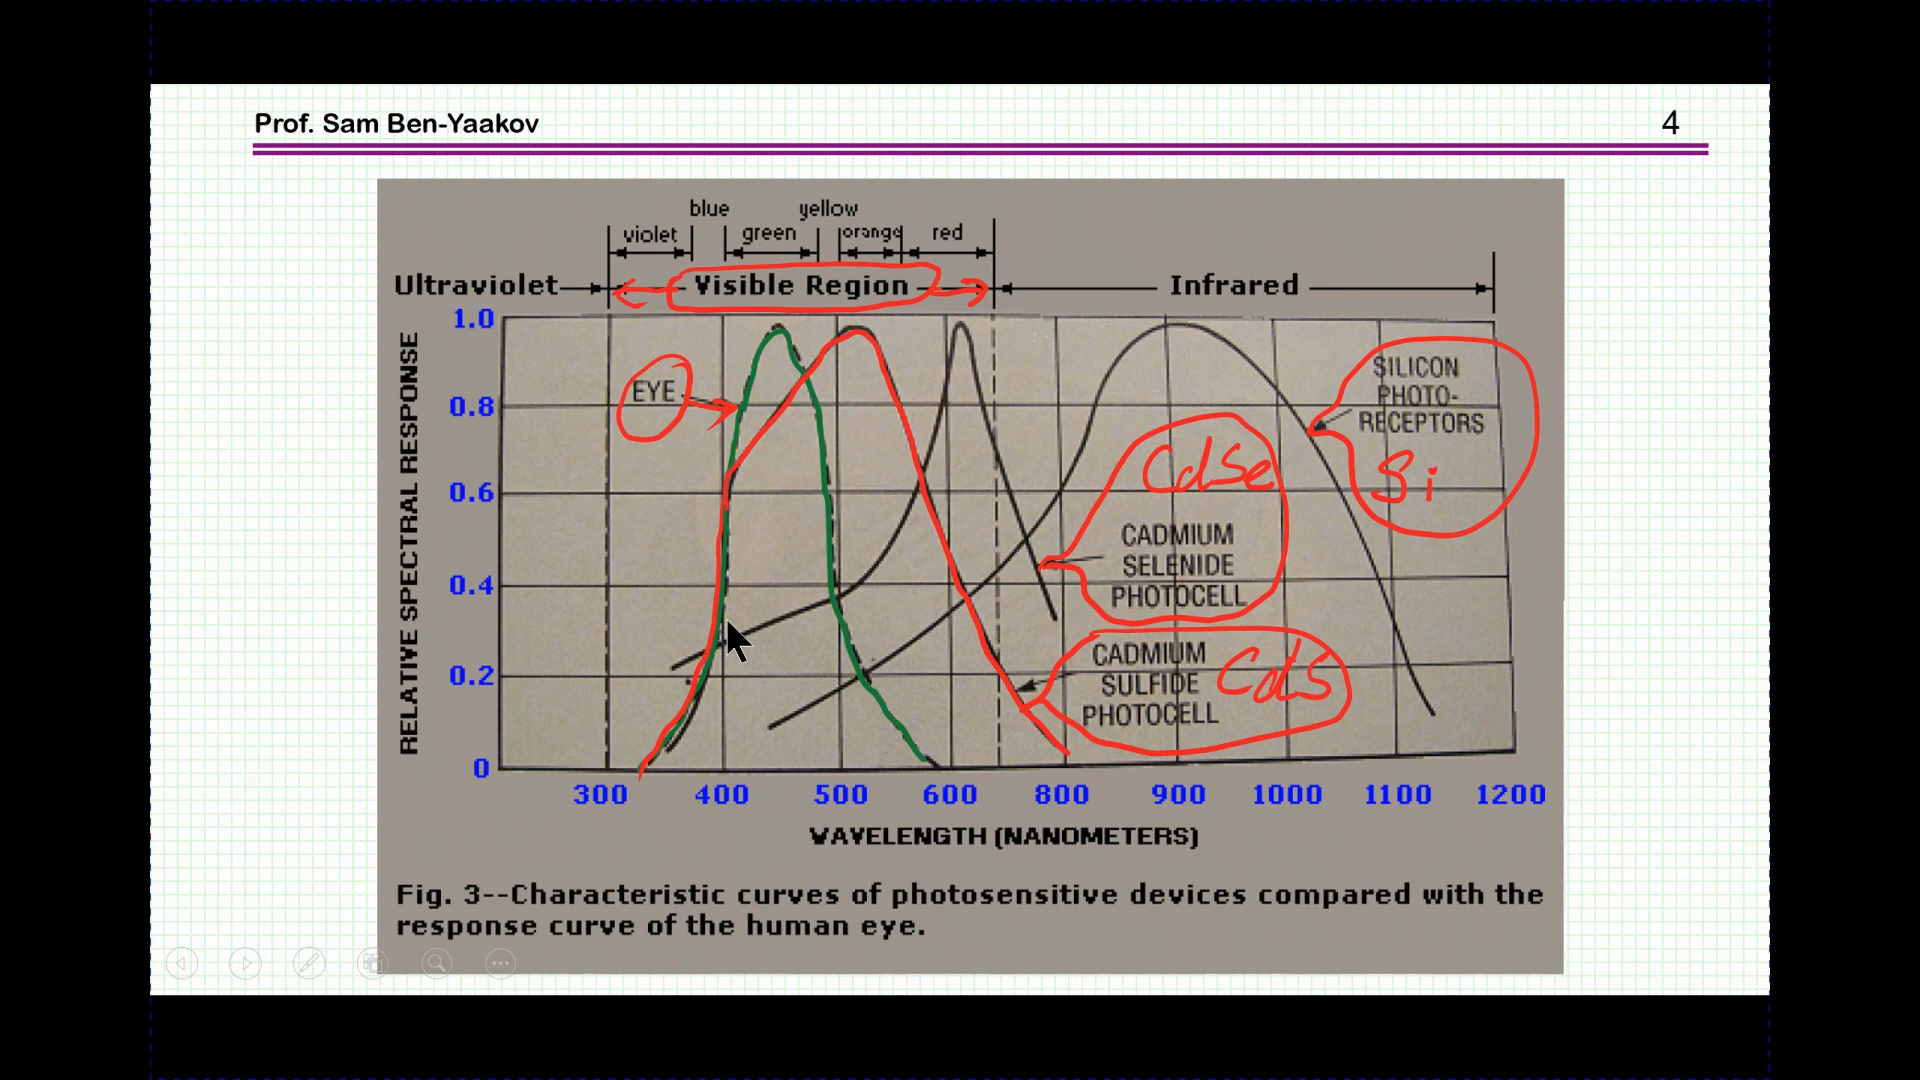 Prof. Sam Ben-Yaakov
4
blue yellow
violet green orange red
Ultraviolet Visible Region Infrared
RELATIVE SPECTRAL RESPONSE
1.0
0.8
0.6
0.4
0.2
0
EYE
SILICON
PHOTO-
RECEPTORS
Si
CdSe
CADMIUM
SELENIDE
PHOTOCELL
CADMIUM
SULFIDE
PHOTOCELL
CdS
300 400 500 600 800 900 1000 1100 1200
WAVELENGTH (NANOMETERS)
Fig. 3--Characteristic curves of photosensitive devices compared with the
response curve of the human eye.